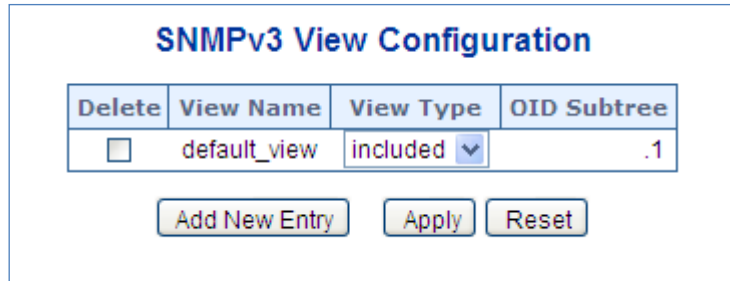 SNMPv3 View Configuration
Delete View Name View Type OID Subtree
default_view included .1
Add New Entry Apply Reset